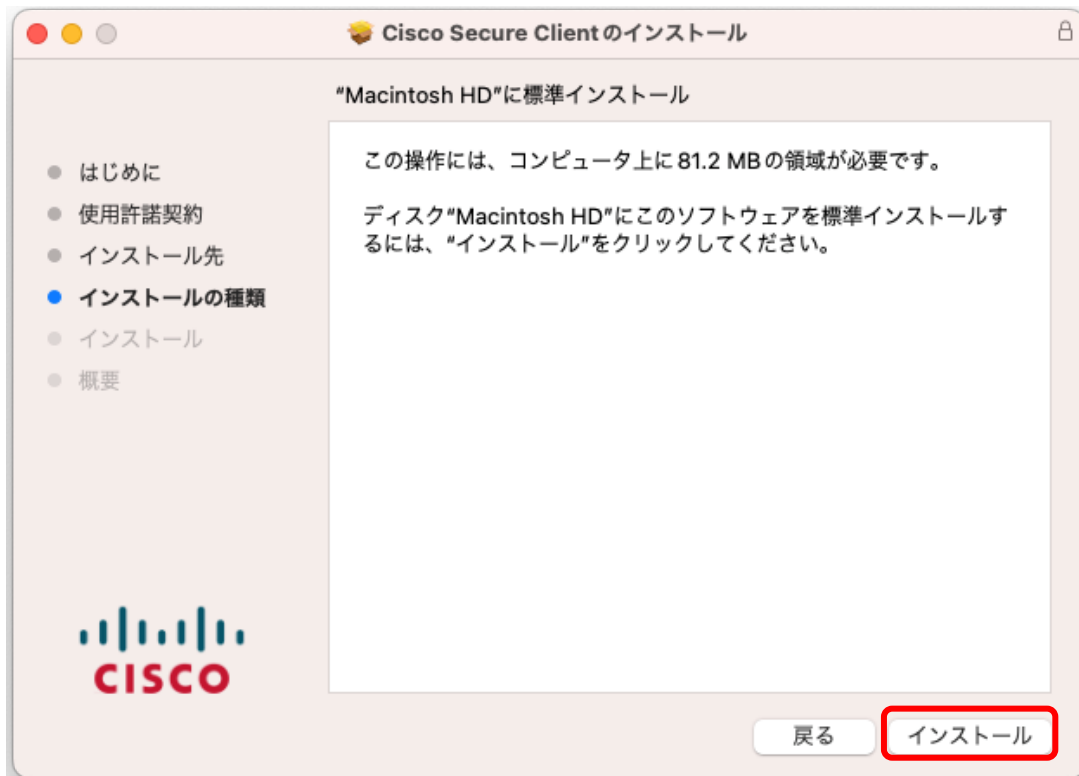 Cisco Secure Clientのインストール
“Macintosh HD”に標準インストール
はじめに
使用許諾契約
インストール先
インストールの種類
インストール
概要
この操作には、コンピュータ上に81.2 MBの領域が必要です。
ディスク“Macintosh HD”にこのソフトウェアを標準インストールす
るには、“インストール”をクリックしてください。
CISCO
戻る
インストール